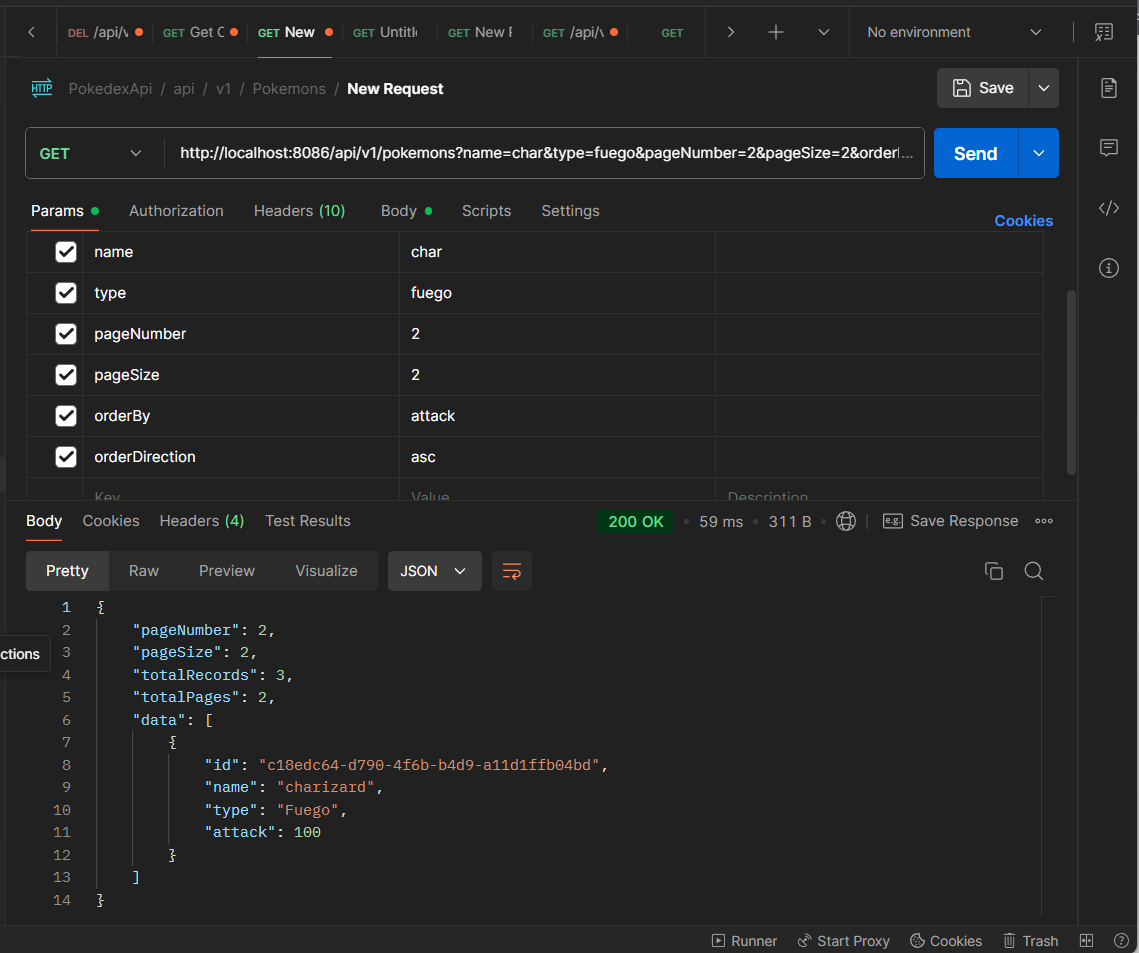 DEL /api/v GET Get C GET New GET Untitl GET New F GET /api/v GET No environment
HTTP PokedexApi / api / v1 / Pokemons / New Request Save
GET http://localhost:8086/api/v1/pokemons?name=char&type=fuego&pageNumber=2&pageSize=2&order... Send
Params Authorization Headers (10) Body Scripts Settings Cookies
name char
type fuego
pageNumber 2
pageSize 2
orderBy attack
orderDirection asc
Key Value Description
Body Cookies Headers (4) Test Results 200 OK 59 ms 311 B e.g. Save Response
Pretty Raw Preview Visualize JSON
1 {
2 "pageNumber": 2,
ctions
3 "pageSize": 2,
4 "totalRecords": 3,
5 "totalPages": 2,
6 "data": [
7 {
8 "id": "c18edc64-d790-4f6b-b4d9-a11d1ffb04bd",
9 "name": "charizard",
10 "type": "Fuego",
11 "attack": 100
12 }
13 ]
14 }
Runner Start Proxy Cookies Trash